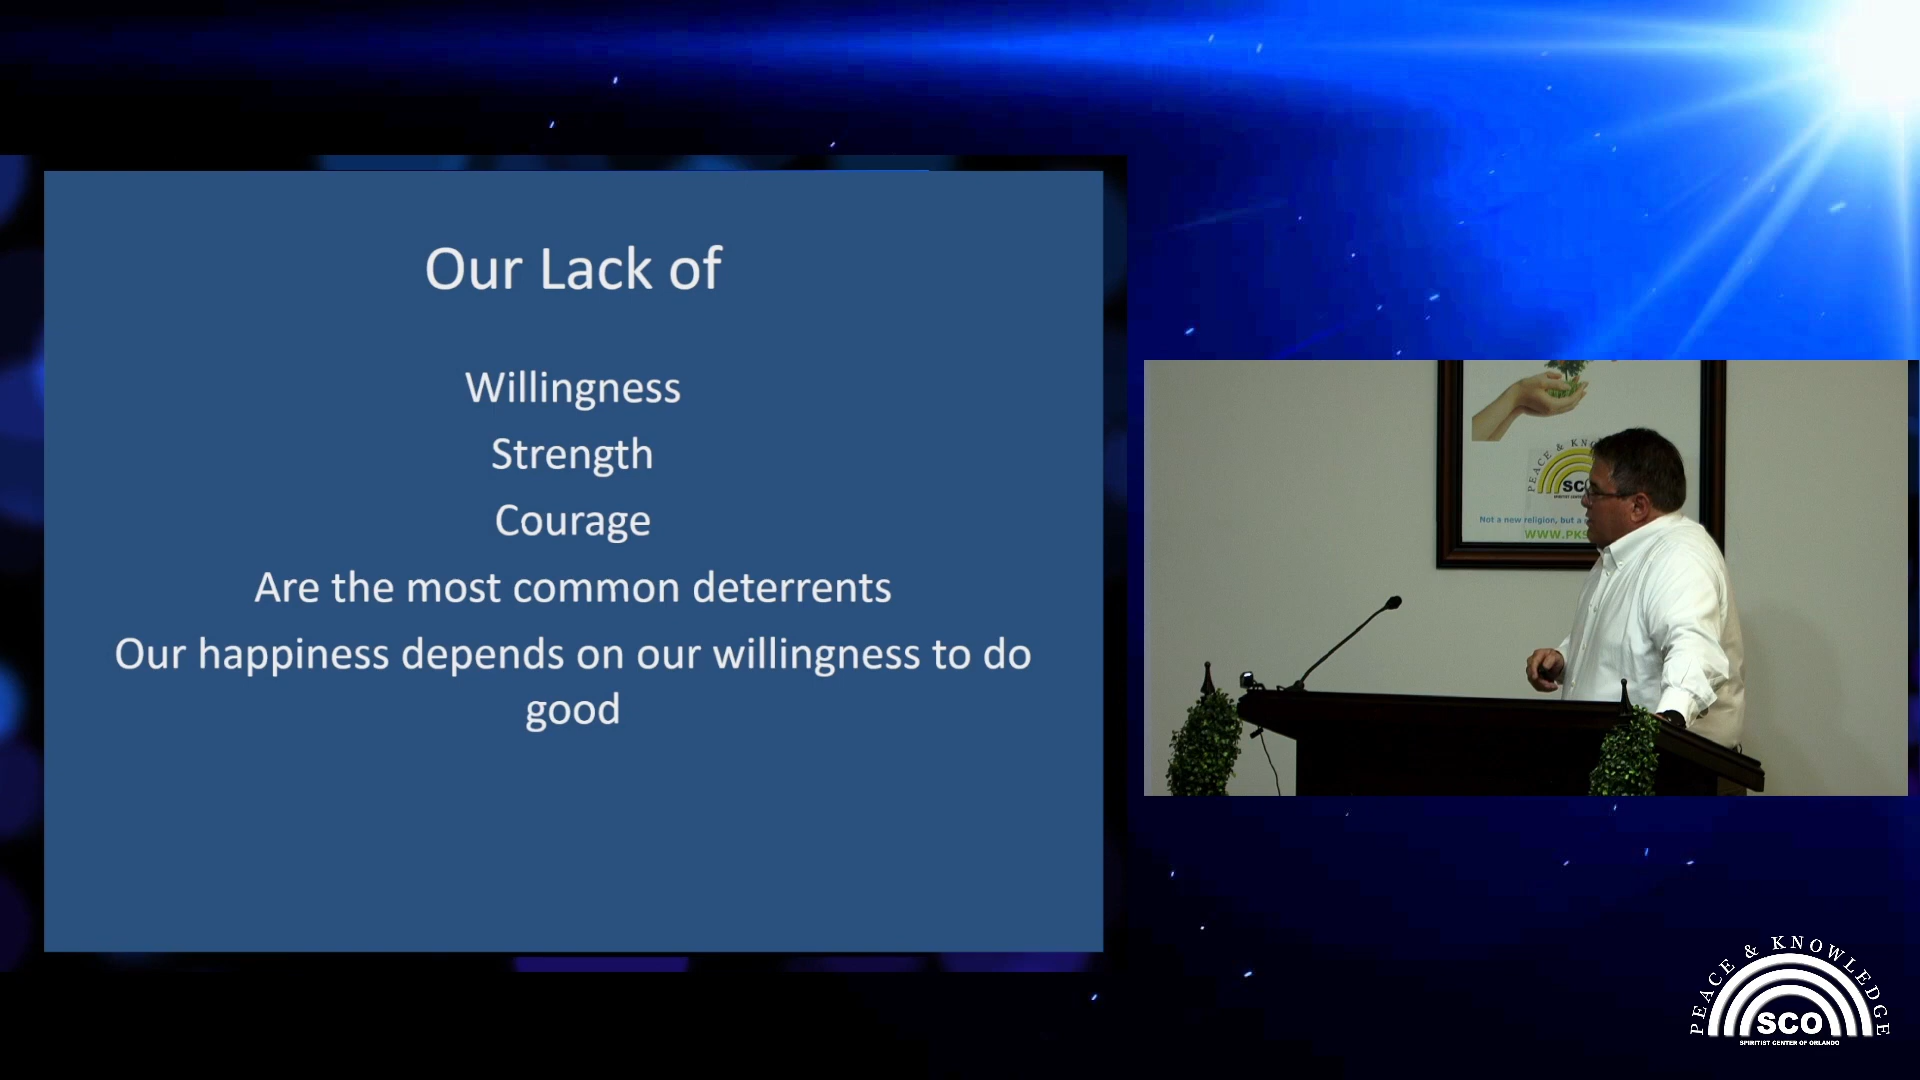 Our Lack of
Willingness
Strength
Courage
Are the most common deterrents
Our happiness depends on our willingness to do
good
PEACE & KNOW
SCO
Not a new religion, but a
WWW.PKS
PEACE & KNOWLEDGE
SCO
SPIRITIST CENTER OF ORLANDO